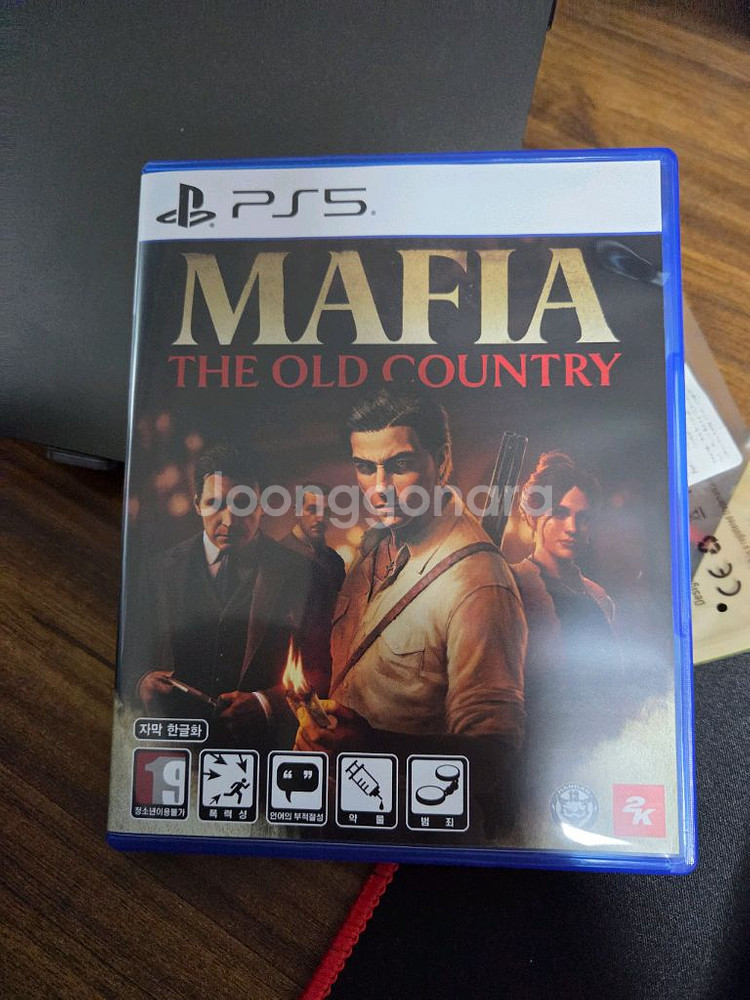 PS5
MAFIA
THE OLD COUNTRY
Joonggonara
자막 한글화
19
청소년이용불가
폭력성
언어의 부적절성
약물
범죄
2K
CE